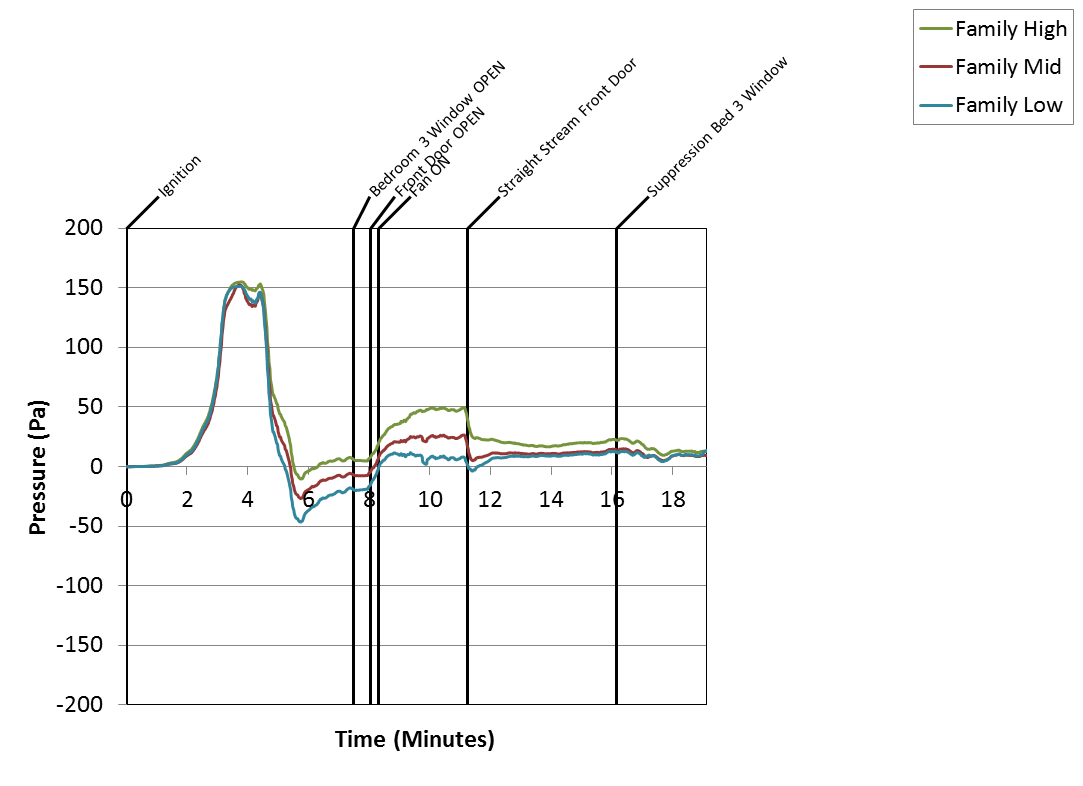 Family High
Family Mid
Family Low
Ignition
Bedroom 3 Window OPEN
Front Door OPEN
Fan ON
Straight Stream Front Door
Suppression Bed 3 Window
200
150
100
50
0
-50
-100
-150
-200
0 2 4 6 8 10 12 14 16 18
Pressure (Pa)
Time (Minutes)